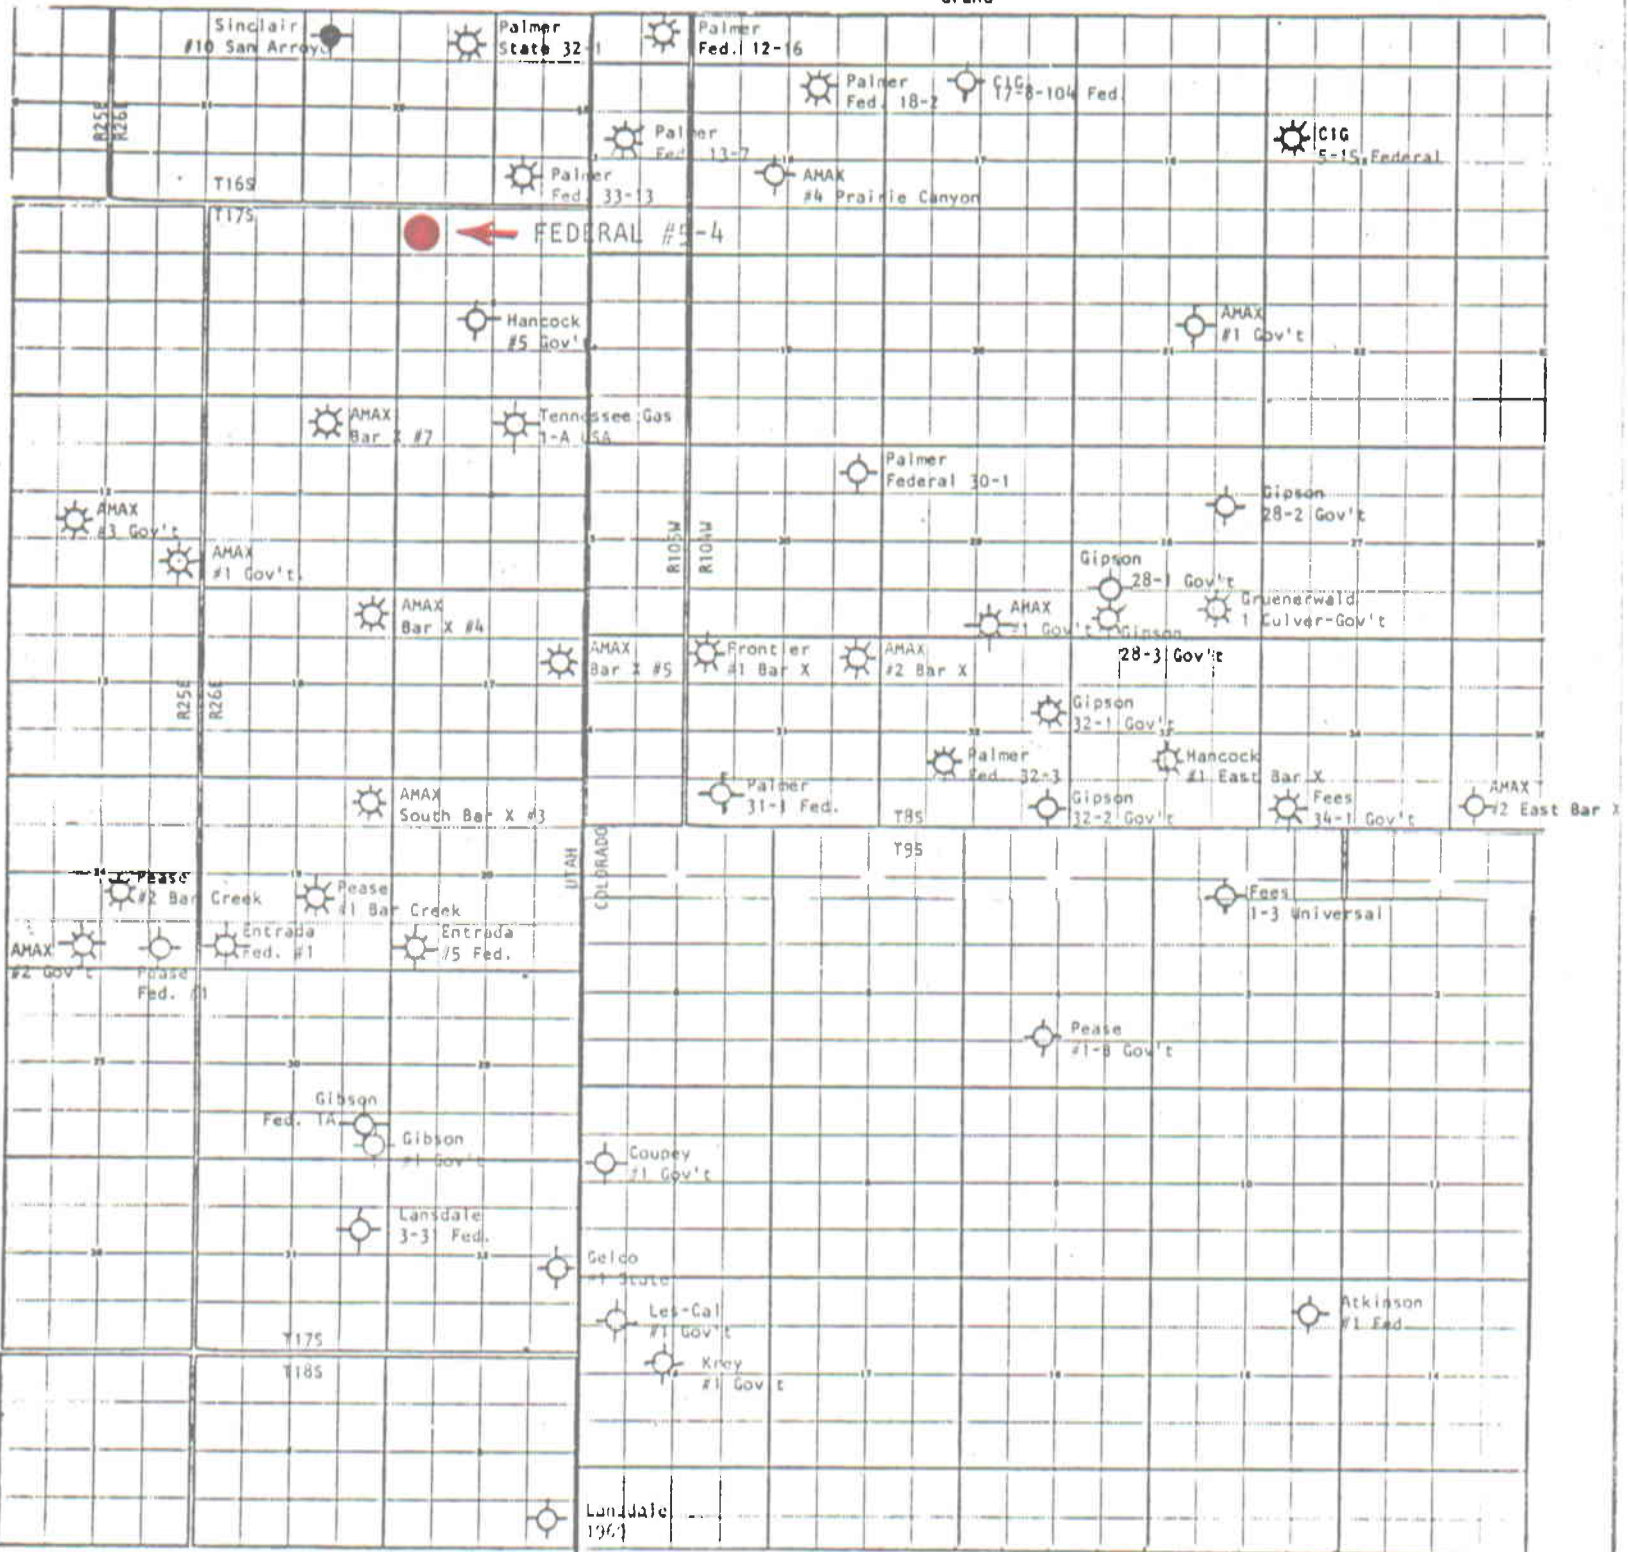 Sinclair
#10 San Arroyo
Palmer
State 32-1
Palmer
Fed. 12-16
Palmer
Fed. 18-2
CIG
17-8-104 Fed.
CIG
5-15 Federal
R25E
R26E
Palmer
Fed. 13-7
Palmer
Fed. 33-13
AMAX
#4 Prairie Canyon
T16S
T17S
FEDERAL #5-4
Hancock
#5 Gov't
AMAX
#1 Gov't
AMAX
Bar X #7
Tennessee Gas
1-A USA
Palmer
Federal 30-1
Gipson
28-2 Gov't
AMAX
#3 Gov't
AMAX
#1 Gov't.
R105W
R104W
Gipson
28-1 Gov't
Gruenerwald
1 Culver-Gov't
AMAX
Bar X #4
AMAX
#1 Gov't
Gipson
28-3 Gov't
AMAX
Bar X #5
Frontier
#1 Bar X
AMAX
#2 Bar X
R25E
R26E
Gipson
32-1 Gov't
Palmer
Fed. 32-3
Hancock
#1 East Bar X
AMAX
South Bar X #3
Palmer
31-1 Fed.
T8S
Gipson
32-2 Gov't
Fees
34-1 Gov't
AMAX
#2 East Bar X
T9S
UTAH
COLORADO
Pease
#2 Bar Creek
Pease
#1 Bar Creek
Fees
1-3 Universal
AMAX
#2 Gov't
Pease
Fed. #1
Entrada
Fed. #1
Entrada
#5 Fed.
Pease
#1-8 Gov't
Gibson
Fed. 1A
Gibson
#1 Gov't
Coupey
#1 Gov't
Lansdale
3-31 Fed.
Gelco
#1 State
Les-Cal
#1 Gov't
Atkinson
#1 Fed.
T17S
T18S
Krey
#1 Gov't
Lansdale